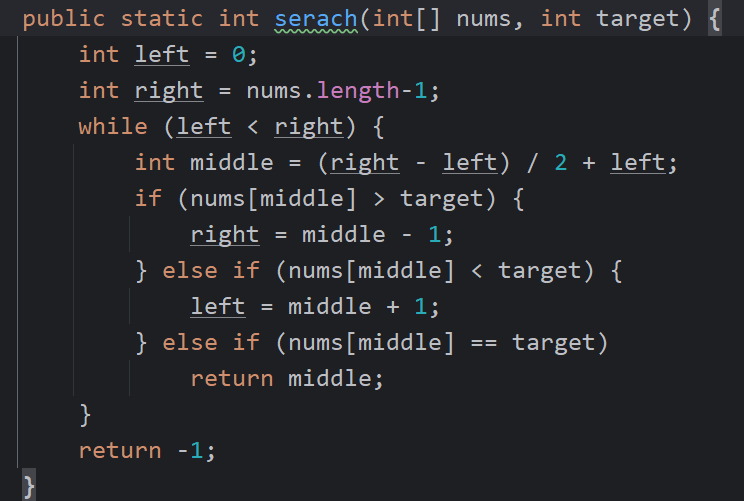 public static int serach(int[] nums, int target) {
    int left = 0;
    int right = nums.length-1;
    while (left < right) {
        int middle = (right - left) / 2 + left;
        if (nums[middle] > target) {
            right = middle - 1;
        } else if (nums[middle] < target) {
            left = middle + 1;
        } else if (nums[middle] == target)
            return middle;
    }
    return -1;
}